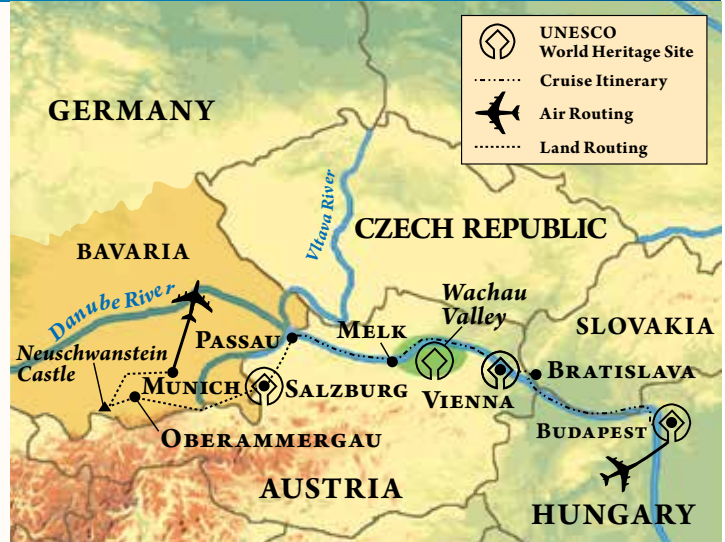 UNESCO
World Heritage Site
Cruise Itinerary
Air Routing
Land Routing
GERMANY
Vltava River
CZECH REPUBLIC
BAVARIA
Danube River
Wachau
Valley
SLOVAKIA
PASSAU
MELK
Neuschwanstein
Castle
MUNICH
SALZBURG
VIENNA
BRATISLAVA
OBERAMMERGAU
BUDAPEST
AUSTRIA
HUNGARY